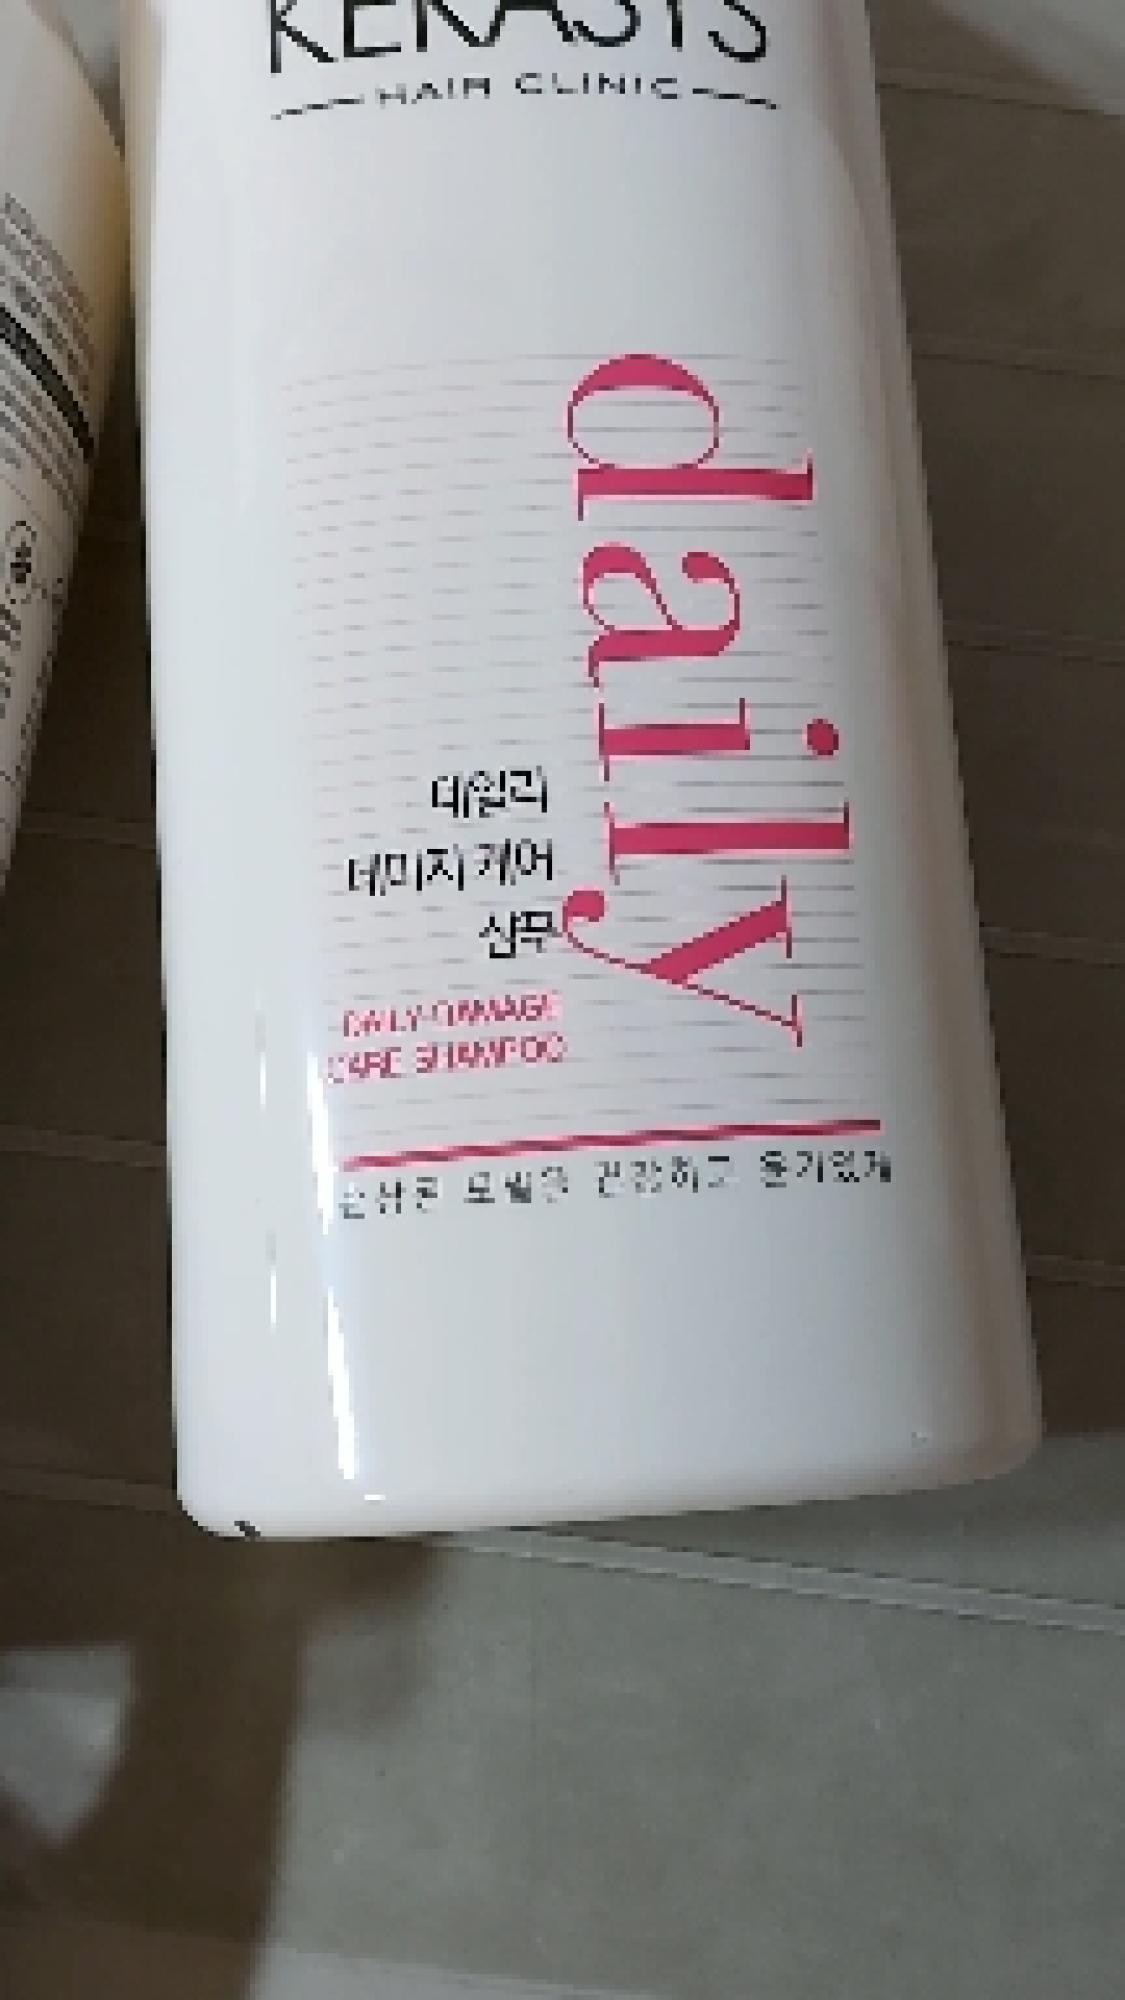 KERASYS
HAIR CLINIC
daily
데일리
데미지 케어
샴푸
DAILY DAMAGE
CARE SHAMPOO
손상된 모발을 건강하고 윤기있게